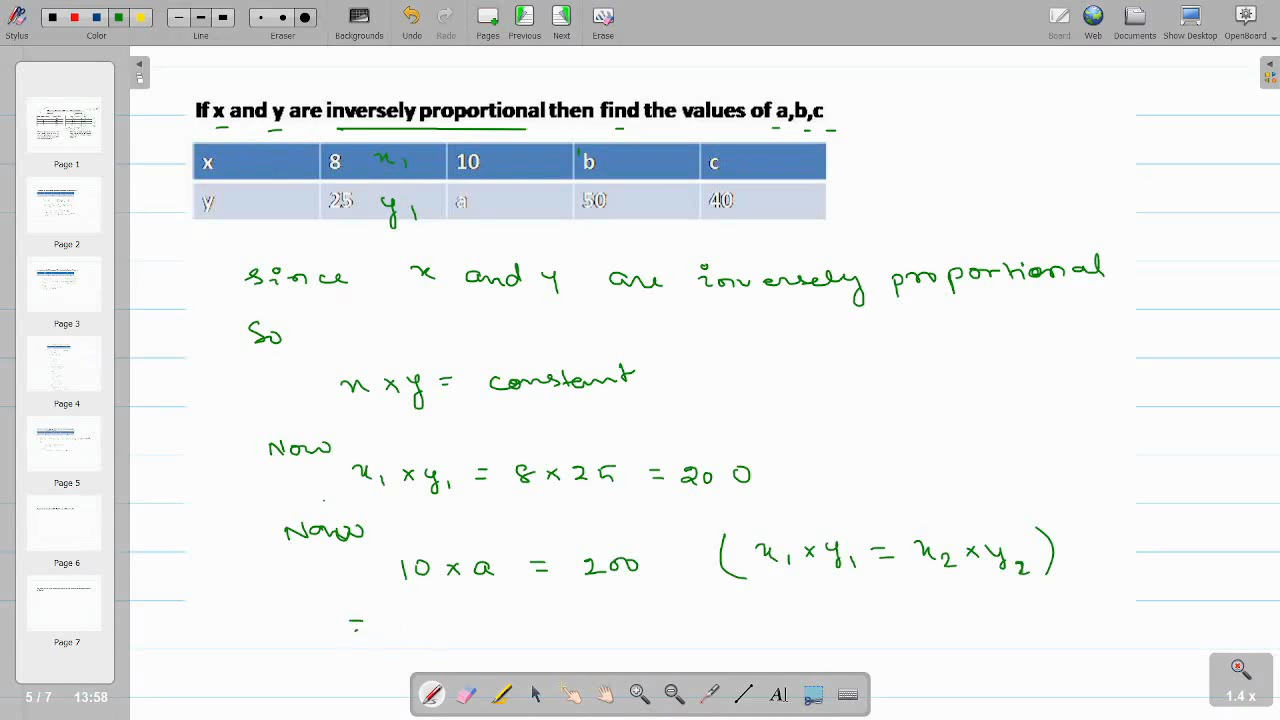 Stylus Color Line Eraser Backgrounds Undo Redo Pages Previous Next Erase Board Web Documents Show Desktop OpenBoard
Page 1
Page 2
Page 3
Page 4
Page 5
Page 6
Page 7
5 / 7 13:58
If x and y are inversely proportional then find the values of a,b,c
x 8 x₁ 10 b c
y 25 y₁ a 50 40
since x and y are inversely proportional
So
x × y = constant
Now
x₁ × y₁ = 8 × 25 = 200
Now
10 × a = 200 (x₁ × y₁ = x₂ × y₂)
=
AI
1.4 x